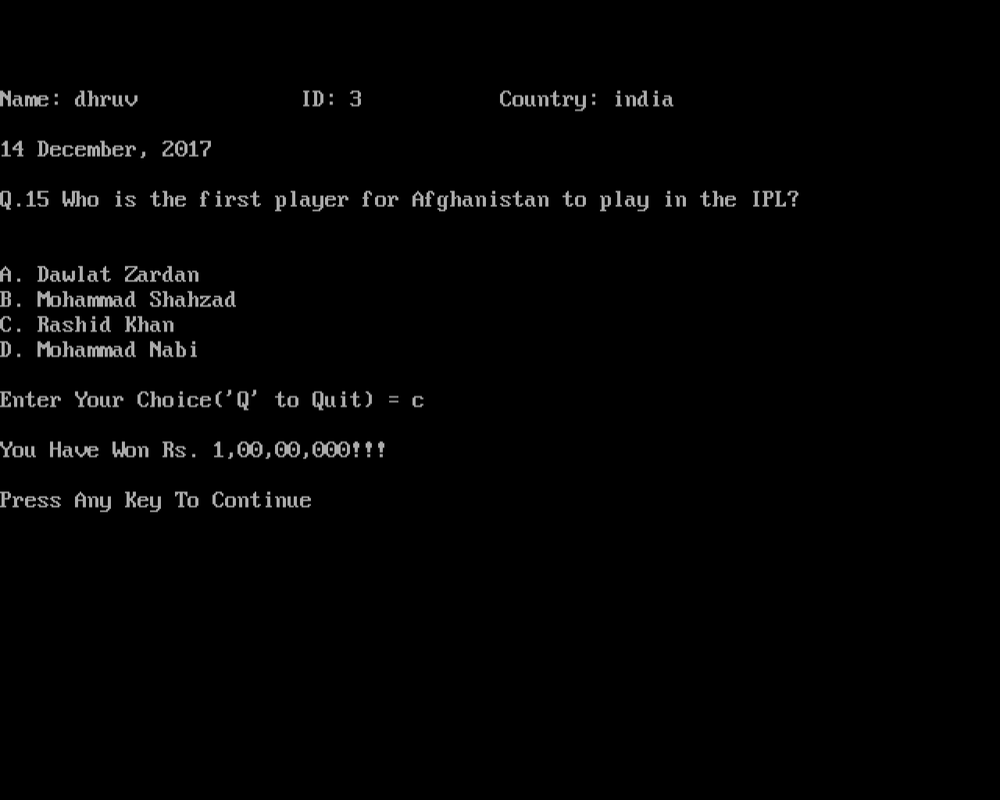 Name: dhruv ID: 3 Country: india
14 December, 2017
Q.15 Who is the first player for Afghanistan to play in the IPL?
A. Dawlat Zardan
B. Mohammad Shahzad
C. Rashid Khan
D. Mohammad Nabi
Enter Your Choice('Q' to Quit) = c
You Have Won Rs. 1,00,00,000!!!
Press Any Key To Continue